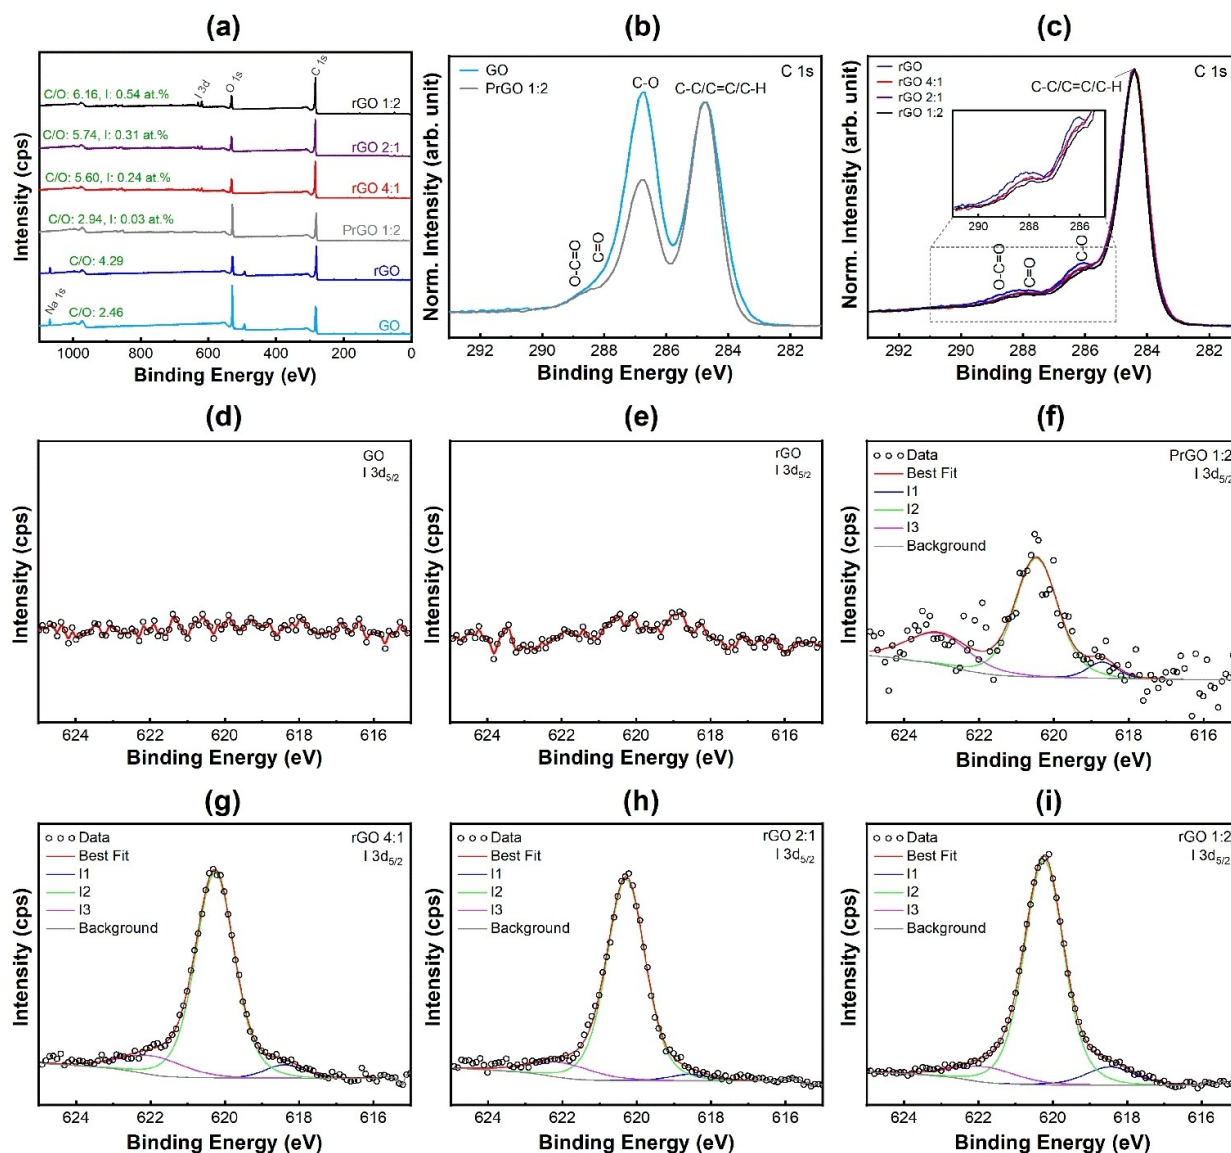 (a)
Intensity (cps)
C/O: 6.16, I: 0.54 at.%
I 3d
O 1s
C 1s
rGO 1:2
C/O: 5.74, I: 0.31 at.%
rGO 2:1
C/O: 5.60, I: 0.24 at.%
rGO 4:1
C/O: 2.94, I: 0.03 at.%
PrGO 1:2
C/O: 4.29
rGO
Na 1s
C/O: 2.46
GO
1000 800 600 400 200 0
Binding Energy (eV)
(b)
Norm. Intensity (arb. unit)
GO
PrGO 1:2
C 1s
C-O
C-C/C=C/C-H
O-C=O
C=O
292 290 288 286 284 282
Binding Energy (eV)
(c)
Norm. Intensity (arb. unit)
rGO
rGO 4:1
rGO 2:1
rGO 1:2
C 1s
C-C/C=C/C-H
290 288 286
O-C=O
C=O
C-O
292 290 288 286 284 282
Binding Energy (eV)
(d)
Intensity (cps)
GO
I 3d5/2
624 622 620 618 616
Binding Energy (eV)
(e)
Intensity (cps)
rGO
I 3d5/2
624 622 620 618 616
Binding Energy (eV)
(f)
Intensity (cps)
Data
Best Fit
I1
I2
I3
Background
PrGO 1:2
I 3d5/2
624 622 620 618 616
Binding Energy (eV)
(g)
Intensity (cps)
Data
Best Fit
I1
I2
I3
Background
rGO 4:1
I 3d5/2
624 622 620 618 616
Binding Energy (eV)
(h)
Intensity (cps)
Data
Best Fit
I1
I2
I3
Background
rGO 2:1
I 3d5/2
624 622 620 618 616
Binding Energy (eV)
(i)
Intensity (cps)
Data
Best Fit
I1
I2
I3
Background
rGO 1:2
I 3d5/2
624 622 620 618 616
Binding Energy (eV)